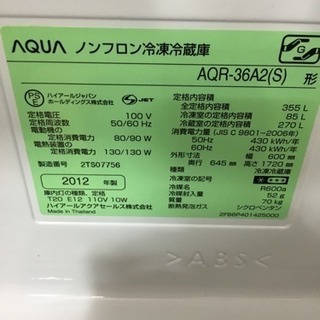 AQUA ノンフロン冷凍冷蔵庫
AQR-36A2(S) 形
PS
E
ハイアールジャパン
ホールディングス株式会社
JET
定格電圧 100 V
定格周波数 50/60 Hz
電動機の
定格消費電力 80/90 W
電熱装置の
定格消費電力 130/130 W
製造番号 2TS07756
2012 年製
庫内灯の種類、定格
T20 E12 110V 10W
ハイアールアクアセールス株式会社
Made in Thailand
定格内容積
全定格内容積 355 L
冷凍室の定格内容積 85 L
冷蔵室の定格内容積 270 L
消費電力量 (JIS C 9801-2006年)
50Hz 430 kWh/年
60Hz 430 kWh/年
外形寸法 幅 600 mm
奥行 645 mm 高さ 1720 mm
種類 冷凍冷蔵庫
冷凍室の記号
冷媒 R600a
冷媒封入量 52 g
質量 70 kg
断熱発泡ガス シクロペンタン
2FB6P401425000
>ABS<